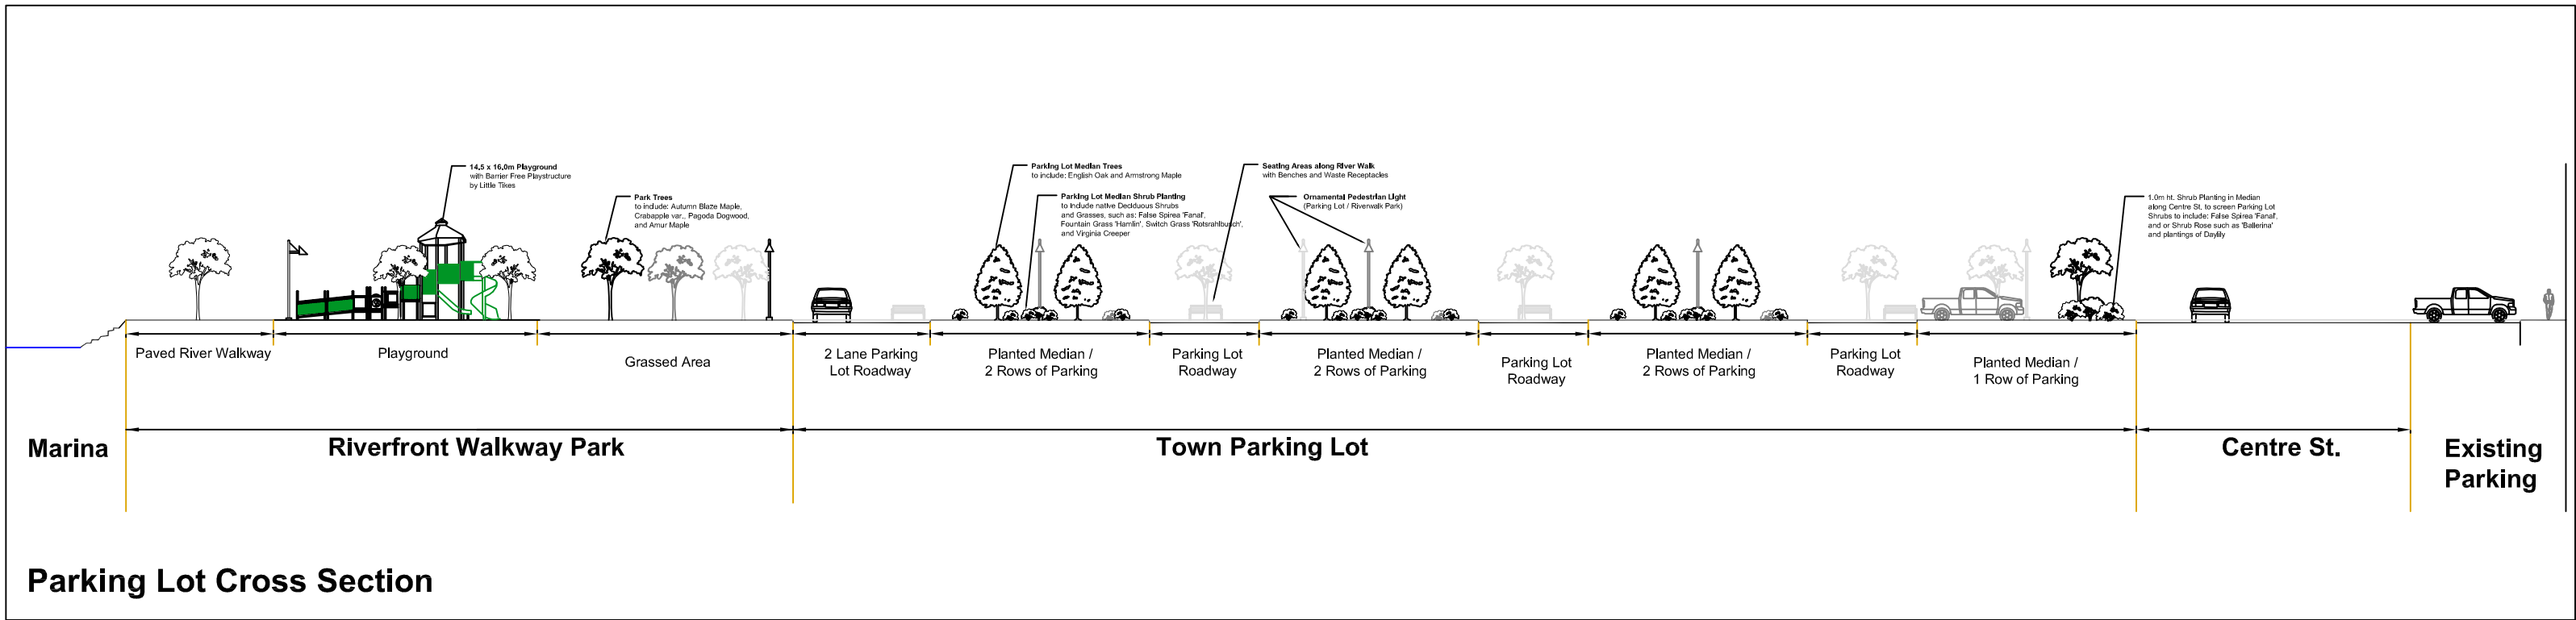 14.5 x 16.0m Playground
with Barrier Free Playstructure
by Little Tikes
Park Trees
to include: Autumn Blaze Maple,
Crabapple var., Pagoda Dogwood,
and Amur Maple
Parking Lot Median Trees
to include: English Oak and Armstrong Maple
Parking Lot Median Shrub Planting
to include native Deciduous Shrubs
and Grasses, such as: False Spirea 'Fanal',
Fountain Grass 'Hamlin', Switch Grass 'Rotsrahlbusch',
and Virginia Creeper
Seating Areas along River Walk
with Benches and Waste Receptacles
Ornamental Pedestrian Light
(Parking Lot / Riverwalk Park)
1.0m ht. Shrub Planting in Median
along Centre St. to screen Parking Lot
Shrubs to include: False Spirea 'Fanal',
and or Shrub Rose such as 'Ballerina'
and plantings of Daylily
Paved River Walkway
Playground
Grassed Area
2 Lane Parking
Lot Roadway
Planted Median /
2 Rows of Parking
Parking Lot
Roadway
Planted Median /
2 Rows of Parking
Parking Lot
Roadway
Planted Median /
2 Rows of Parking
Parking Lot
Roadway
Planted Median /
1 Row of Parking
Marina
Riverfront Walkway Park
Town Parking Lot
Centre St.
Existing
Parking
Parking Lot Cross Section